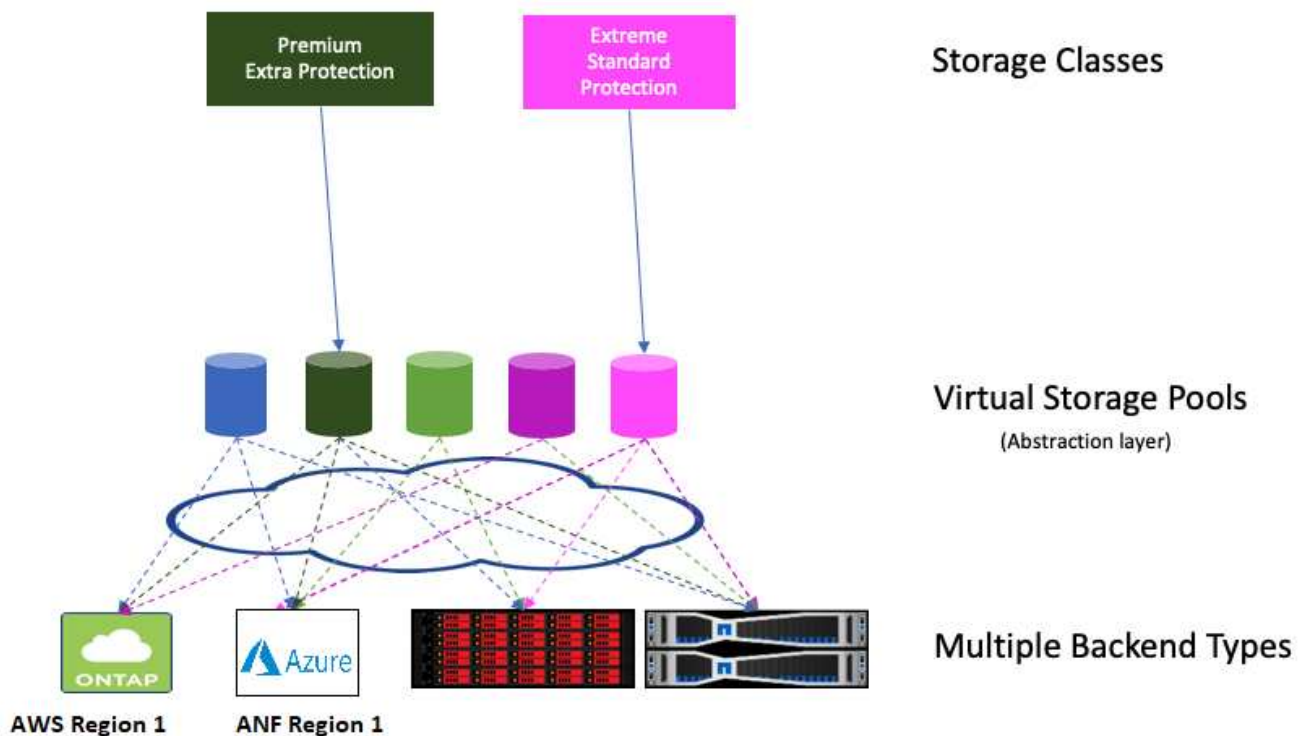 Premium
Extra Protection
Extreme
Standard
Protection
Storage Classes
Virtual Storage Pools
(Abstraction layer)
ONTAP
Azure
Multiple Backend Types
AWS Region 1
ANF Region 1